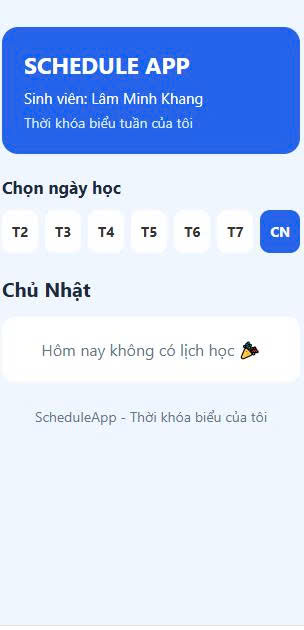 SCHEDULE APP
Sinh viên: Lâm Minh Khang
Thời khóa biểu tuần của tôi
Chọn ngày học
T2 T3 T4 T5 T6 T7 CN
Chủ Nhật
Hôm nay không có lịch học 🎉
ScheduleApp - Thời khóa biểu của tôi